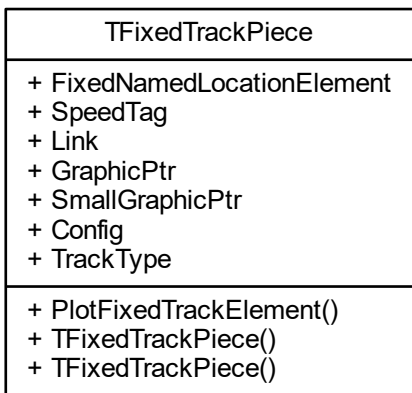 TFixedTrackPiece
+ FixedNamedLocationElement
+ SpeedTag
+ Link
+ GraphicPtr
+ SmallGraphicPtr
+ Config
+ TrackType
+ PlotFixedTrackElement()
+ TFixedTrackPiece()
+ TFixedTrackPiece()